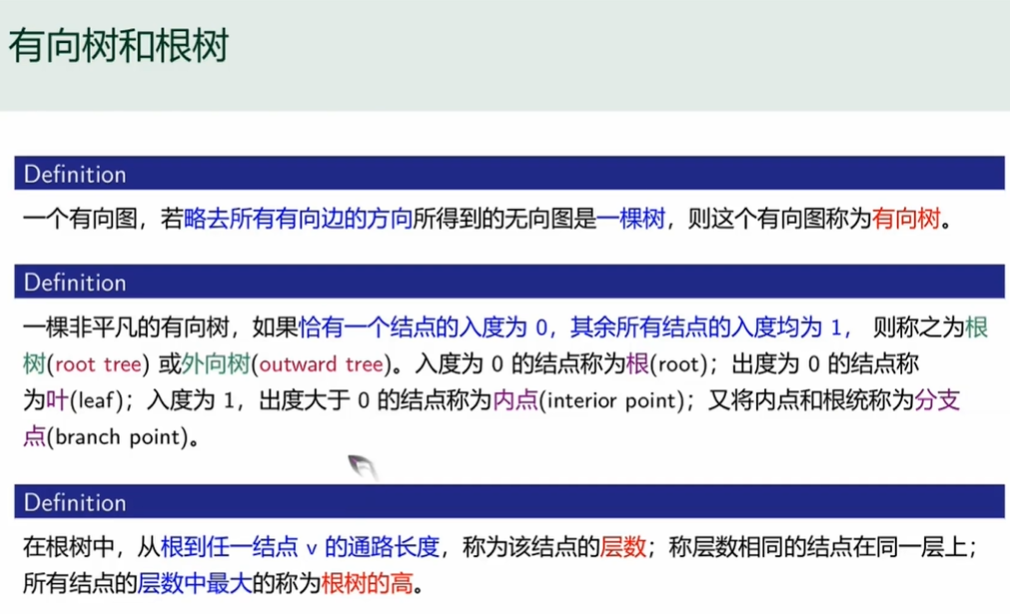 有向树和根树
Definition
一个有向图，若略去所有有向边的方向所得到的无向图是一棵树，则这个有向图称为有向树。
Definition
一棵非平凡的有向树，如果恰有一个结点的入度为 0，其余所有结点的入度均为 1， 则称之为根
树(root tree) 或外向树(outward tree)。入度为 0 的结点称为根(root)；出度为 0 的结点称
为叶(leaf)；入度为 1，出度大于 0 的结点称为内点(interior point)；又将内点和根统称为分支
点(branch point)。
Definition
在根树中，从根到任一结点 v 的通路长度，称为该结点的层数；称层数相同的结点在同一层上；
所有结点的层数中最大的称为根树的高。